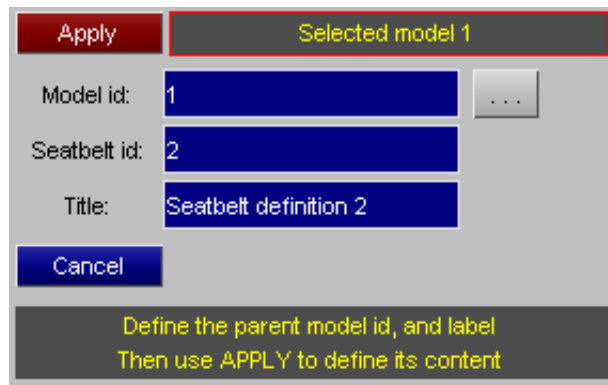 Apply
Selected model 1
Model id:
1
. . .
Seatbelt id:
2
Title:
Seatbelt definition 2
Cancel
Define the parent model id, and label
Then use APPLY to define its content